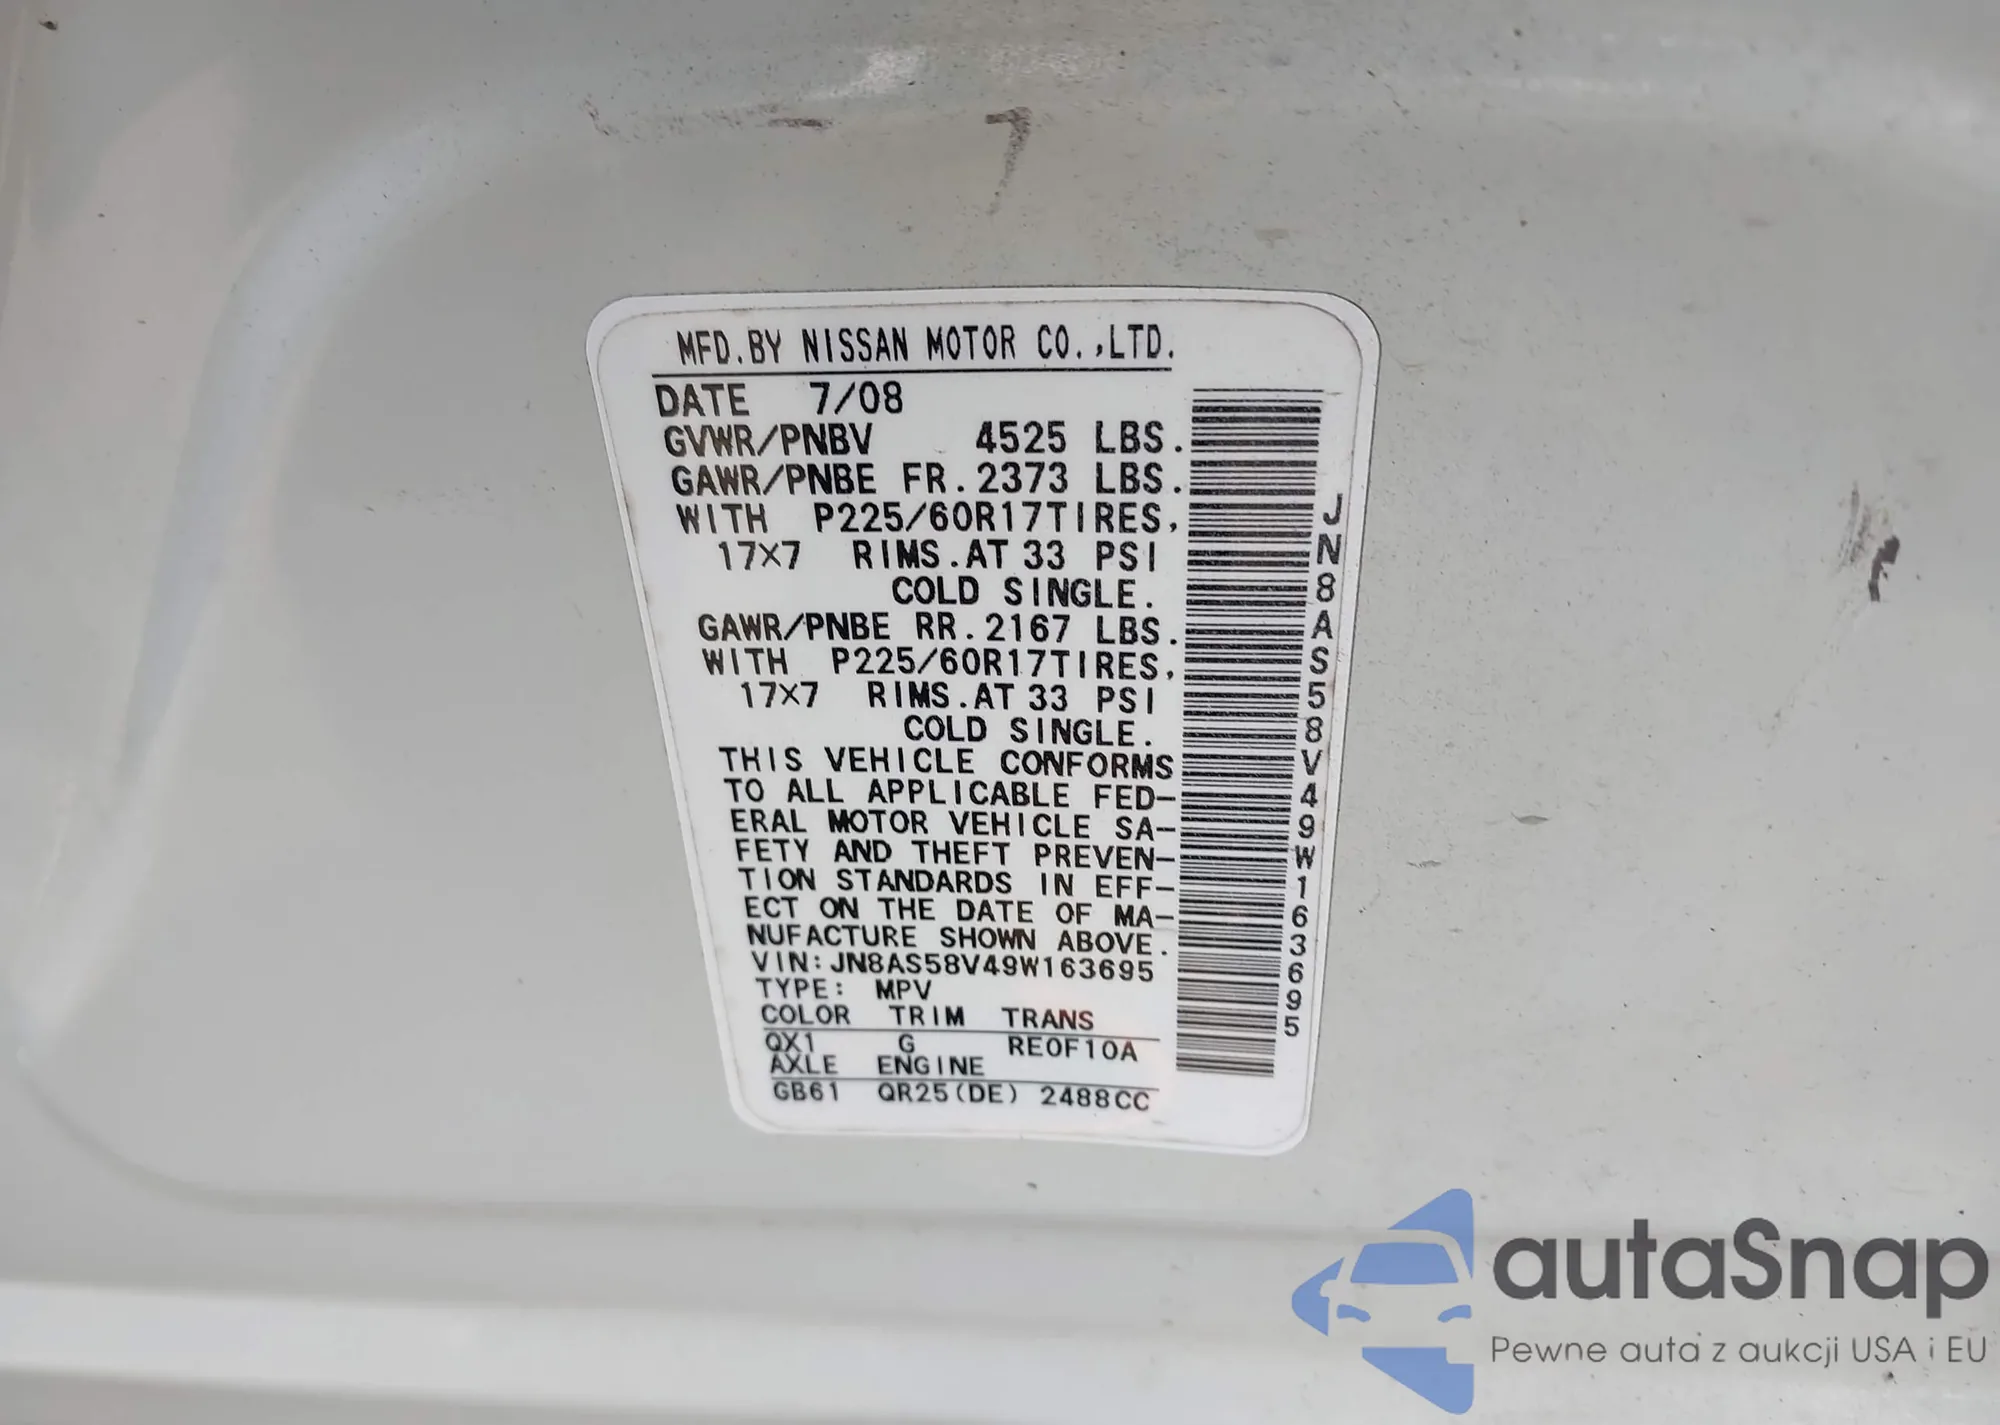 MFD.BY NISSAN MOTOR CO.,LTD.
DATE 7/08
GVWR/PNBV 4525 LBS.
GAWR/PNBE FR.2373 LBS.
WITH P225/60R17TIRES,
17×7 RIMS.AT 33 PSI
COLD SINGLE.
GAWR/PNBE RR.2167 LBS.
WITH P225/60R17TIRES,
17×7 RIMS.AT 33 PSI
COLD SINGLE.
THIS VEHICLE CONFORMS
TO ALL APPLICABLE FED-
ERAL MOTOR VEHICLE SA-
FETY AND THEFT PREVEN-
TION STANDARDS IN EFF-
ECT ON THE DATE OF MA-
NUFACTURE SHOWN ABOVE.
VIN:JN8AS58V49W163695
TYPE: MPV
COLOR TRIM TRANS
QX1 G RE0F10A
AXLE ENGINE
GB61 QR25(DE) 2488CC
JN8AS58V49W163695
autaSnap
Pewne auta z aukcji USA i EU